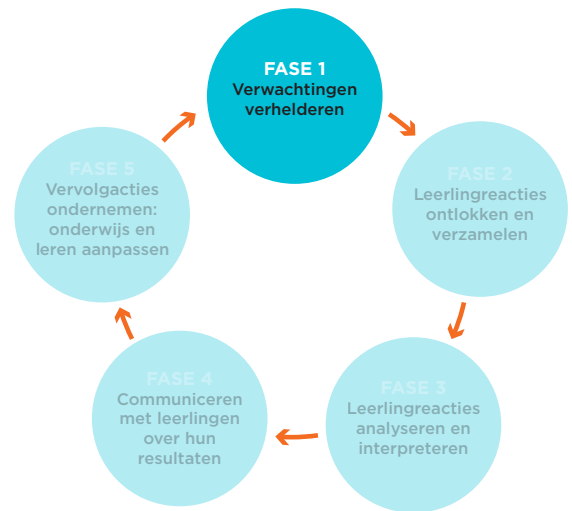 FASE 1
Verwachtingen
verhelderen
FASE 2
Leerlingreacties
ontlokken en
verzamelen
FASE 3
Leerlingreacties
analyseren en
interpreteren
FASE 4
Communiceren
met leerlingen
over hun
resultaten
FASE 5
Vervolgacties
ondernemen:
onderwijs en
leren aanpassen